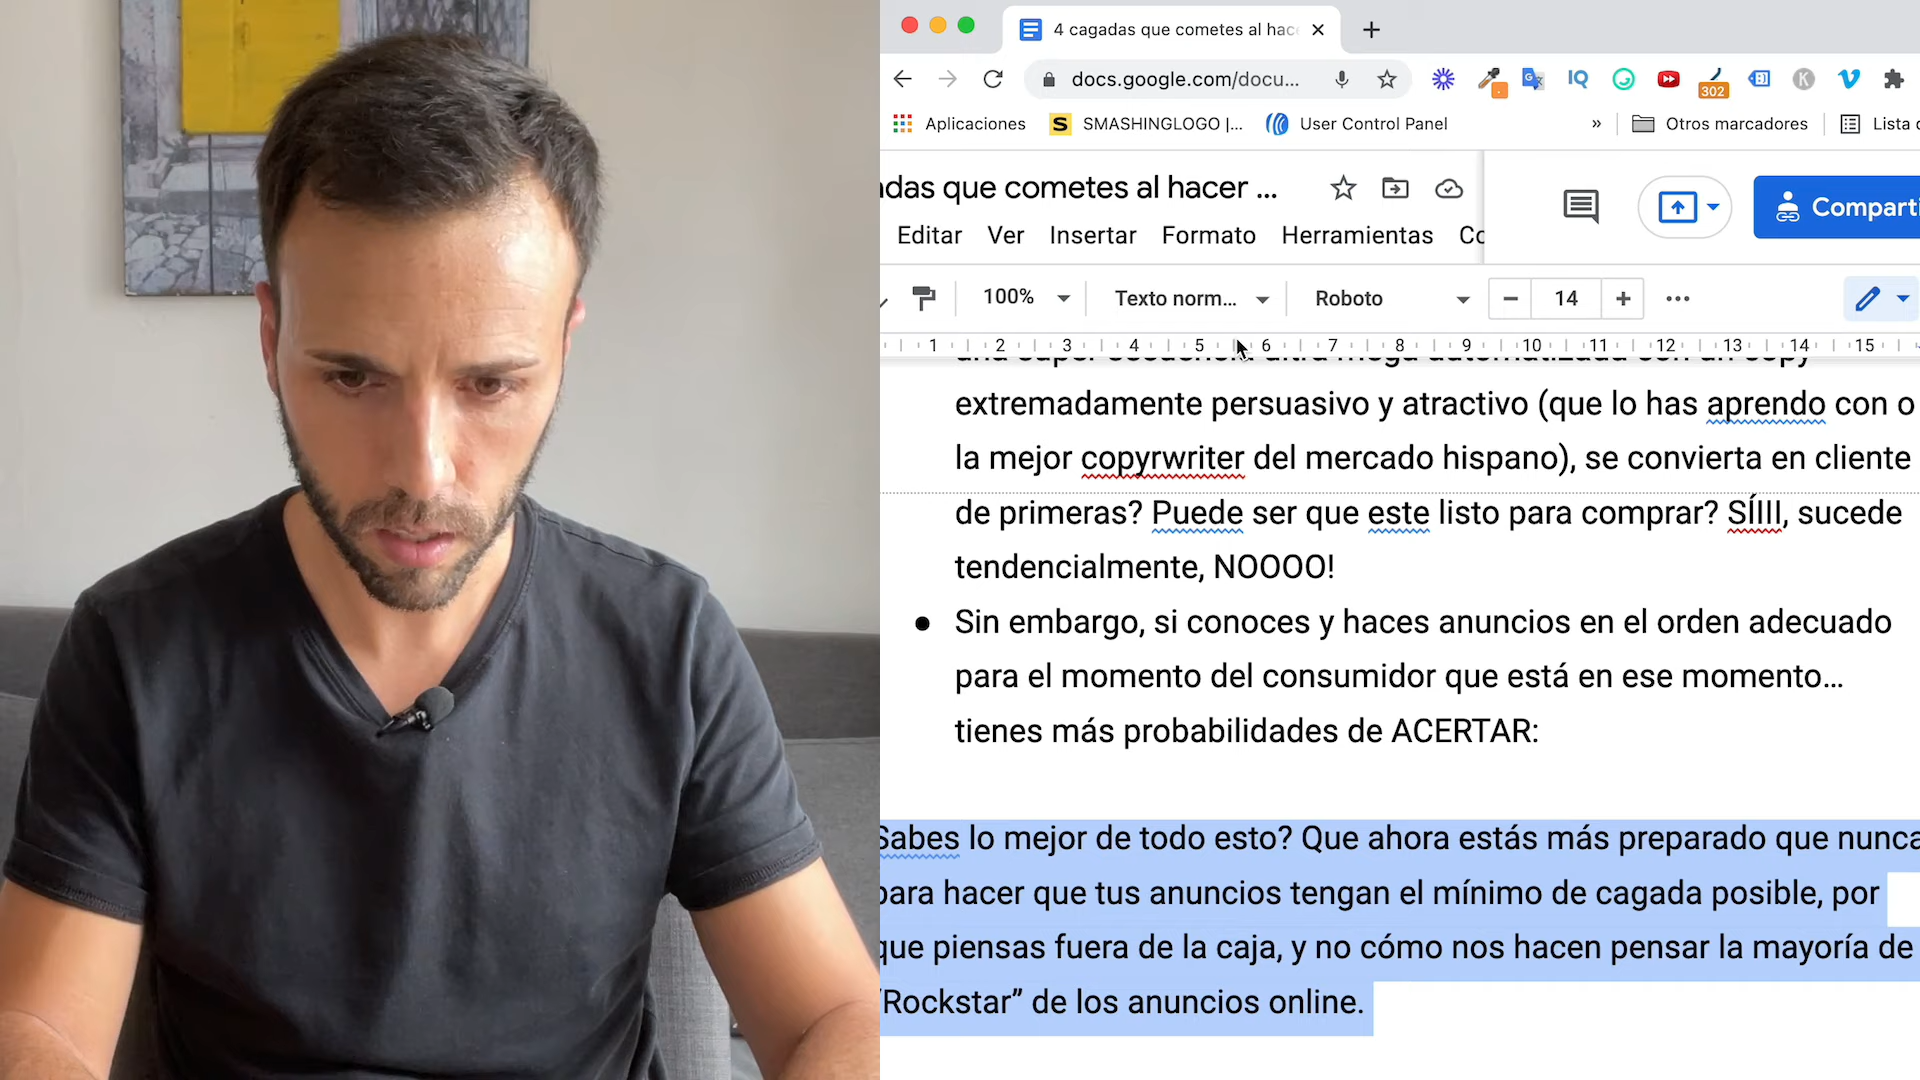 4 cagadas que cometes al hac
docs.google.com/docu...
IQ
302
K
Aplicaciones
S SMASHINGLOGO |...
User Control Panel
»
Otros marcadores
Lista
adas que cometes al hacer ...
Comparti
Editar Ver Insertar Formato Herramientas
100% Texto norm... Roboto 14
1 2 3 4 5 6 7 8 9 10 11 12 13 14 15
extremadamente persuasivo y atractivo (que lo has aprendo con o
la mejor copyrwriter del mercado hispano), se convierta en cliente
de primeras? Puede ser que este listo para comprar? SÍIII, sucede
tendencialmente, NOOOO!
● Sin embargo, si conoces y haces anuncios en el orden adecuado
para el momento del consumidor que está en ese momento...
tienes más probabilidades de ACERTAR:
Sabes lo mejor de todo esto? Que ahora estás más preparado que nunca
para hacer que tus anuncios tengan el mínimo de cagada posible, por
que piensas fuera de la caja, y no cómo nos hacen pensar la mayoría de
“Rockstar” de los anuncios online.